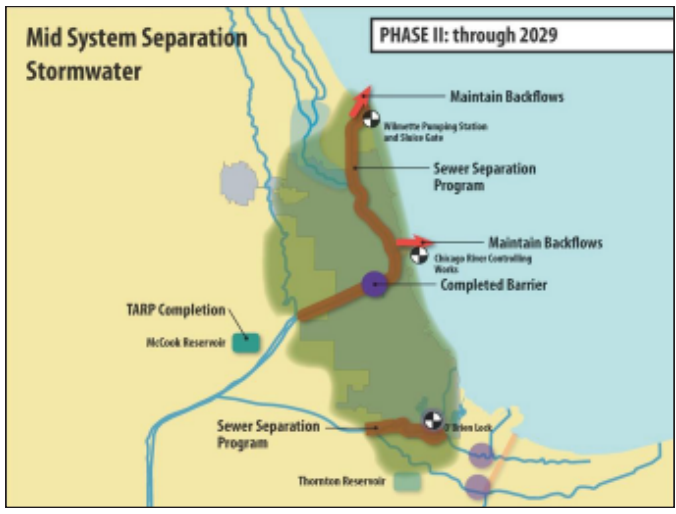 Mid System Separation
Stormwater
PHASE II: through 2029
Maintain Backflows
Wilmette Pumping Station
and Sluice Gate
Sewer Separation
Program
Maintain Backflows
Chicago River Controlling
Works
Completed Barrier
TARP Completion
McCook Reservoir
Sewer Separation
Program
O'Brien Lock
Thornton Reservoir